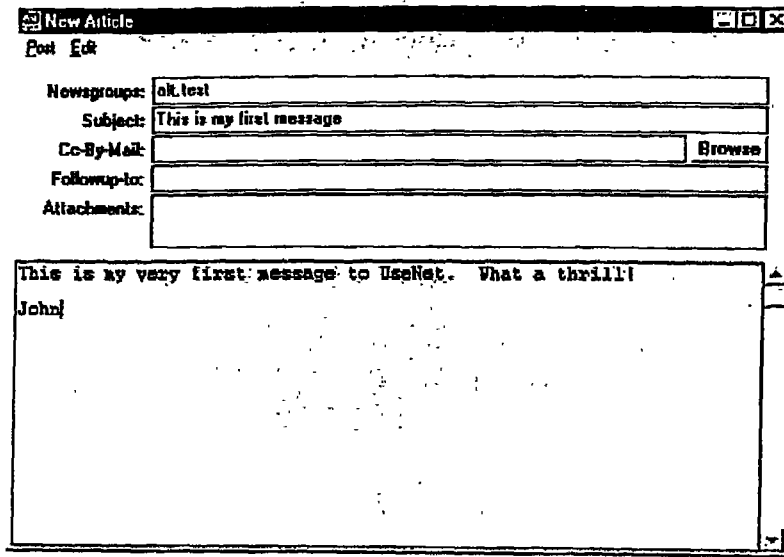 New Article
Post Edit
Newsgroups: alt.test
Subject: This is my first message
Cc-By-Mail: Browse
Followup-to:
Attachments:
This is my very first message to UseNet. What a thrill!
John